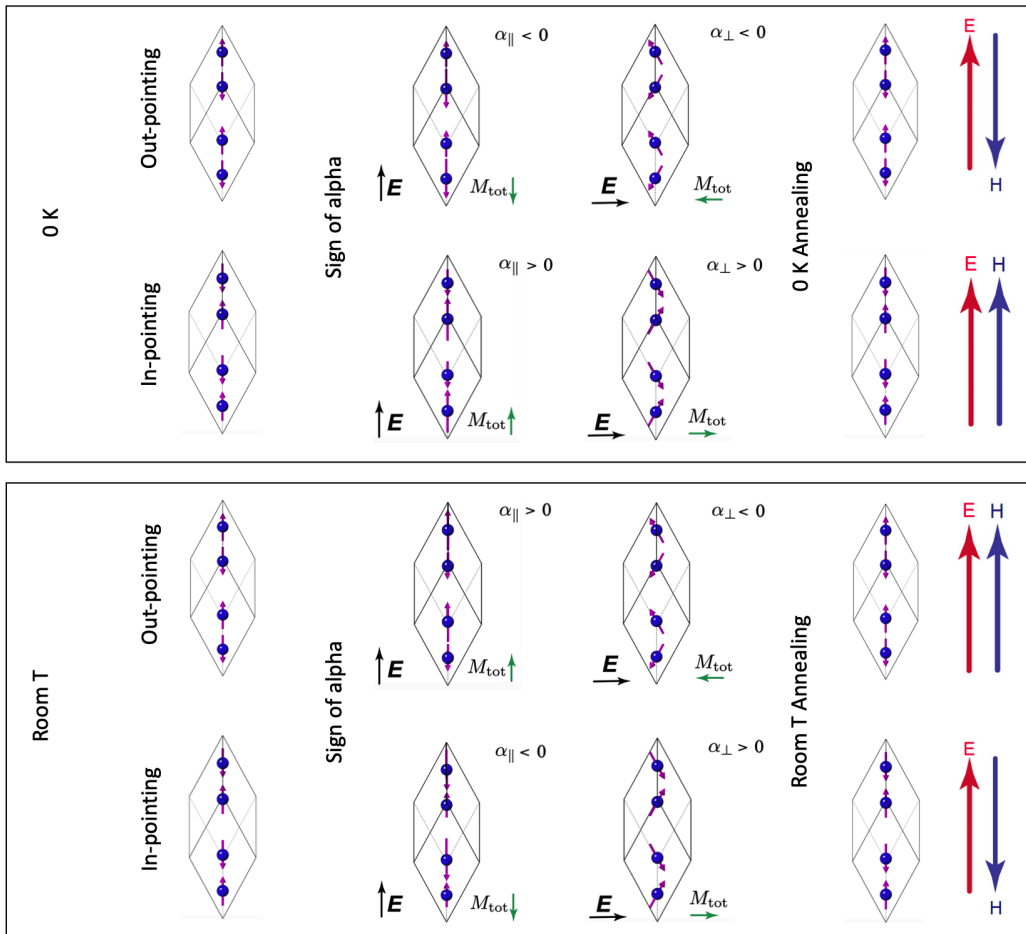 0 K
Out-pointing
In-pointing
Sign of alpha
α∥ < 0
E
Mtot
α⊥ < 0
E
Mtot
α∥ > 0
E
Mtot
α⊥ > 0
E
Mtot
0 K Annealing
E
H
E
H
Room T
Out-pointing
In-pointing
Sign of alpha
α∥ > 0
E
Mtot
α⊥ < 0
E
Mtot
α∥ < 0
E
Mtot
α⊥ > 0
E
Mtot
Room T Annealing
E H
E
H